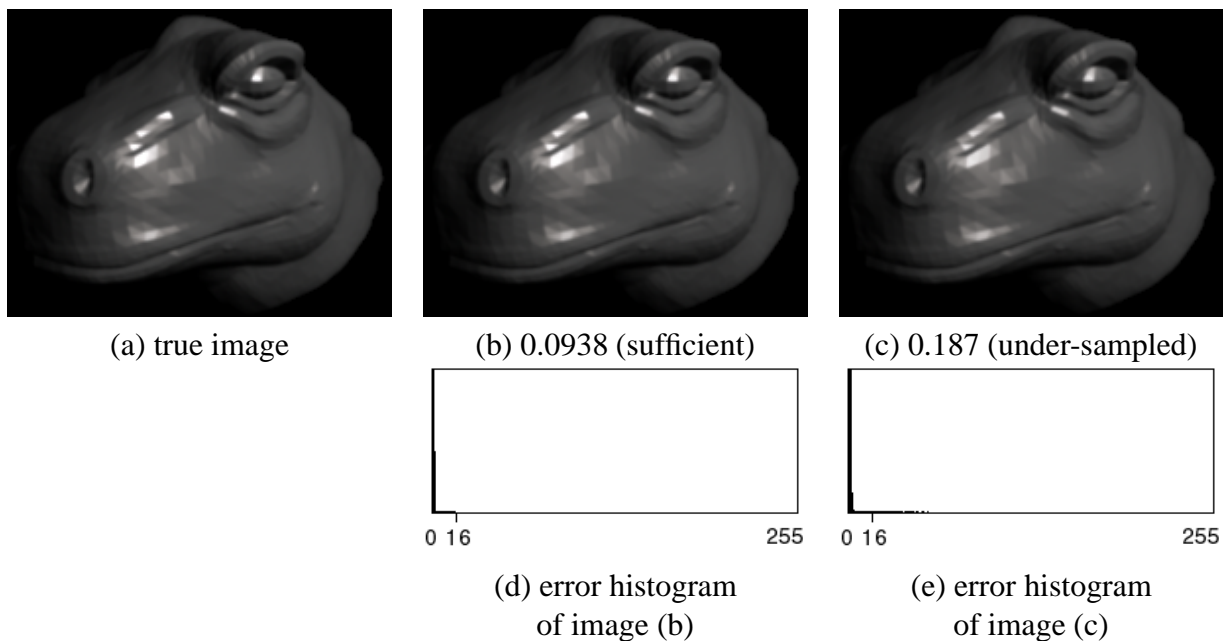 (a) true image
(b) 0.0938 (sufficient)
(c) 0.187 (under-sampled)
0 16 255
0 16 255
(d) error histogram
of image (b)
(e) error histogram
of image (c)